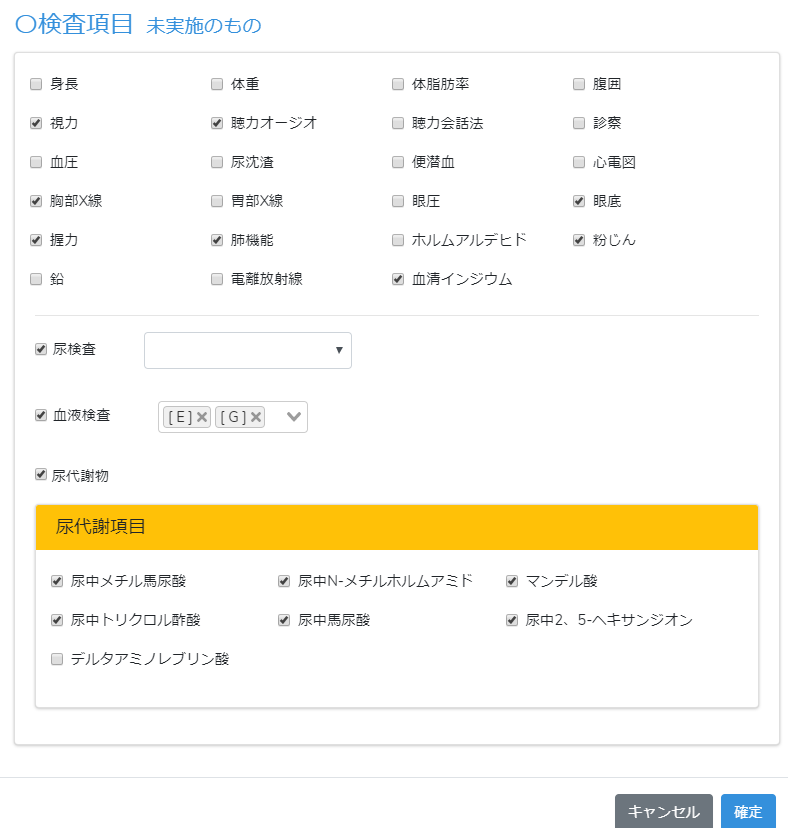 〇検査項目 未実施のもの
身長 体重 体脂肪率 腹囲
視力 聴力オージオ 聴力会話法 診察
血圧 尿沈渣 便潜血 心電図
胸部X線 胃部X線 眼圧 眼底
握力 肺機能 ホルムアルデヒド 粉じん
鉛 電離放射線 血清インジウム
尿検査
血液検査 [ E ] [ G ]
尿代謝物
尿代謝項目
尿中メチル馬尿酸 尿中N-メチルホルムアミド マンデル酸
尿中トリクロル酢酸 尿中馬尿酸 尿中2、5-ヘキサンジオン
デルタアミノレブリン酸
キャンセル 確定